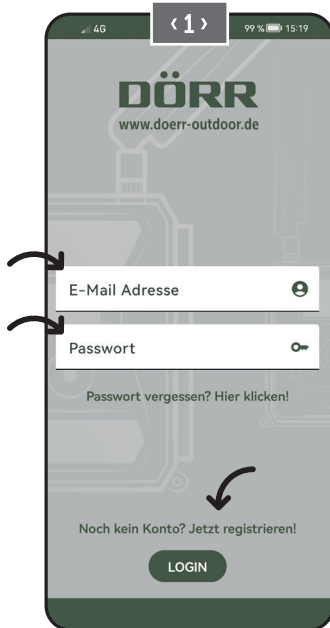 4G
‹1›
99 % 15:19
DÖRR
www.doerr-outdoor.de
E-Mail Adresse
Passwort
Passwort vergessen? Hier klicken!
Noch kein Konto? Jetzt registrieren!
LOGIN